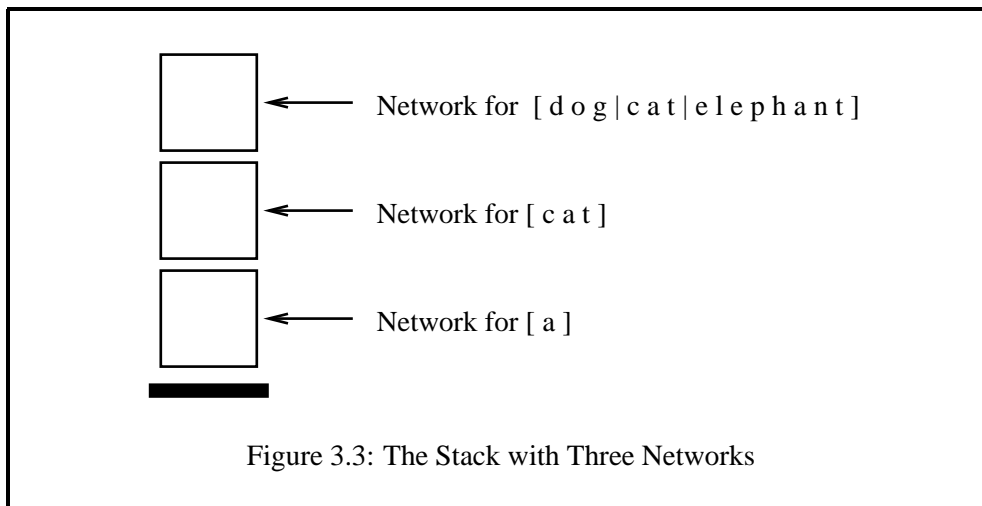 Network for [ d o g | c a t | e l e p h a n t ]
Network for [ c a t ]
Network for [ a ]
Figure 3.3: The Stack with Three Networks